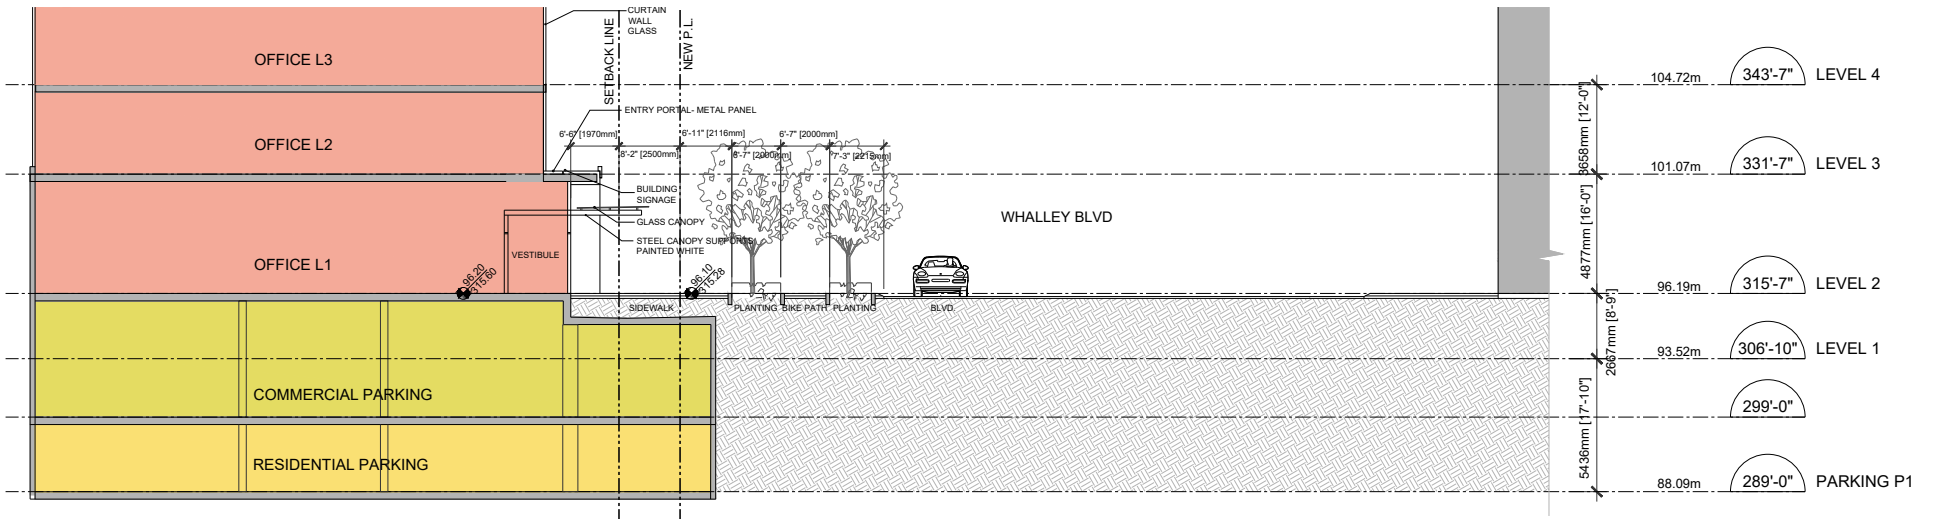 CURTAIN
WALL
GLASS
SETBACK LINE
NEW P.L.
OFFICE L3
104.72m
343'-7"
LEVEL 4
ENTRY PORTAL- METAL PANEL
3658mm [12'-0"]
6'-6" [1970mm]
6'-11" [2116mm]
6'-7" [2000mm]
OFFICE L2
8'-2" [2500mm]
6'-7" [2000mm]
7'-3" [2215mm]
101.07m
331'-7"
LEVEL 3
BUILDING
SIGNAGE
GLASS CANOPY
WHALLEY BLVD
4877mm [16'-0"]
STEEL CANOPY SUPPORTS
PAINTED WHITE
VESTIBULE
OFFICE L1
96.20
315.60
96.10
315.28
96.19m
315'-7"
LEVEL 2
SIDEWALK
PLANTING
BIKE PATH
PLANTING
BLVD.
2667mm [8'-9"]
93.52m
306'-10"
LEVEL 1
COMMERCIAL PARKING
299'-0"
5436mm [17'-10"]
RESIDENTIAL PARKING
88.09m
289'-0"
PARKING P1